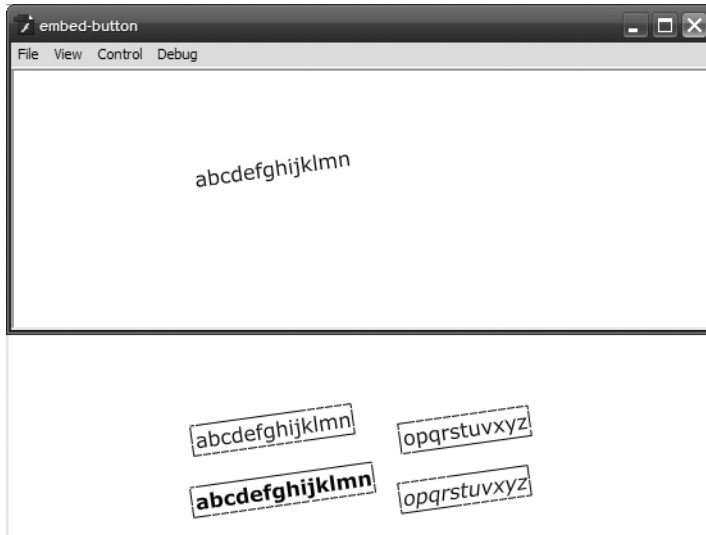 embed-button
File View Control Debug
abcdefghijklmn
abcdefghijklmn opqrstuvxyz
abcdefghijklmn opqrstuvxyz